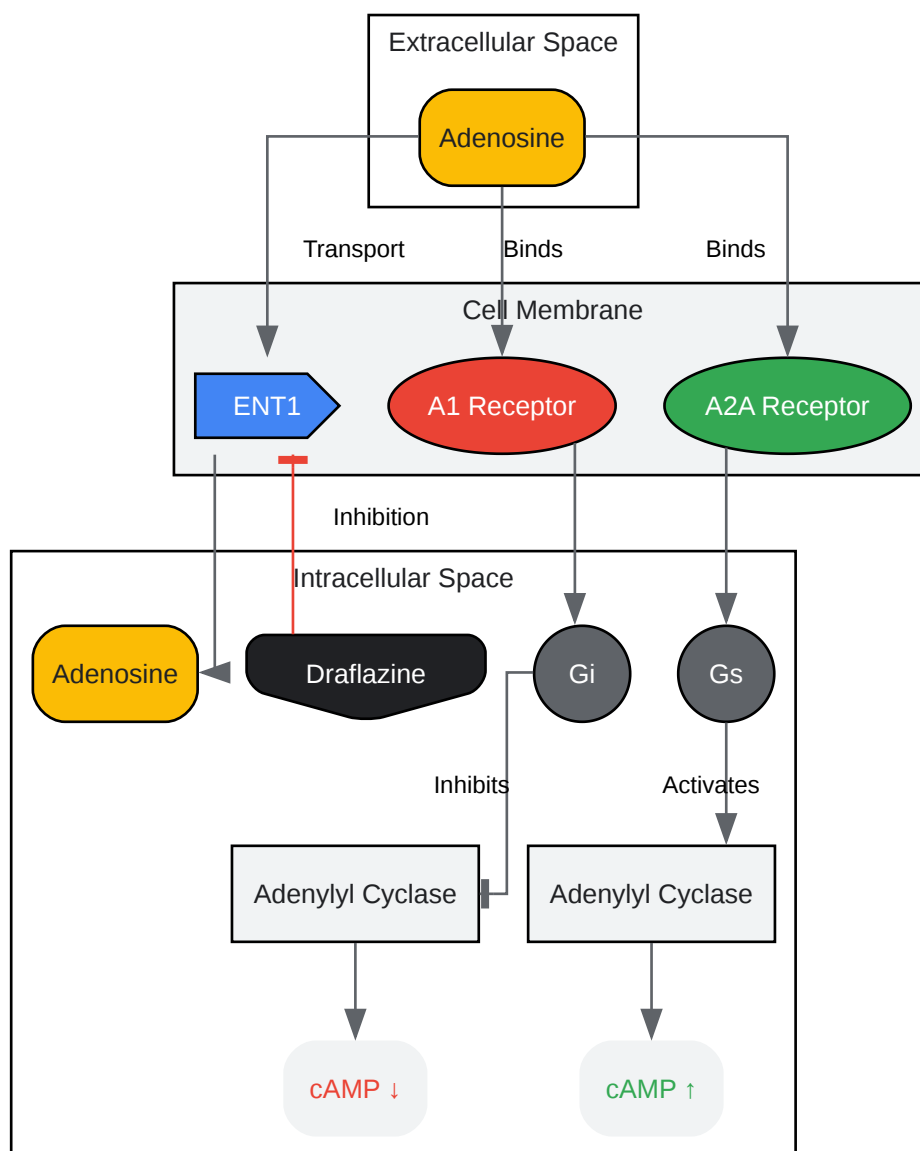 Extracellular Space
Adenosine
Transport
Binds
Binds
Cell Membrane
ENT1
A1 Receptor
A2A Receptor
Inhibition
Intracellular Space
Adenosine
Draflazine
Gi
Gs
Inhibits
Activates
Adenylyl Cyclase
Adenylyl Cyclase
cAMP ↓
cAMP ↑